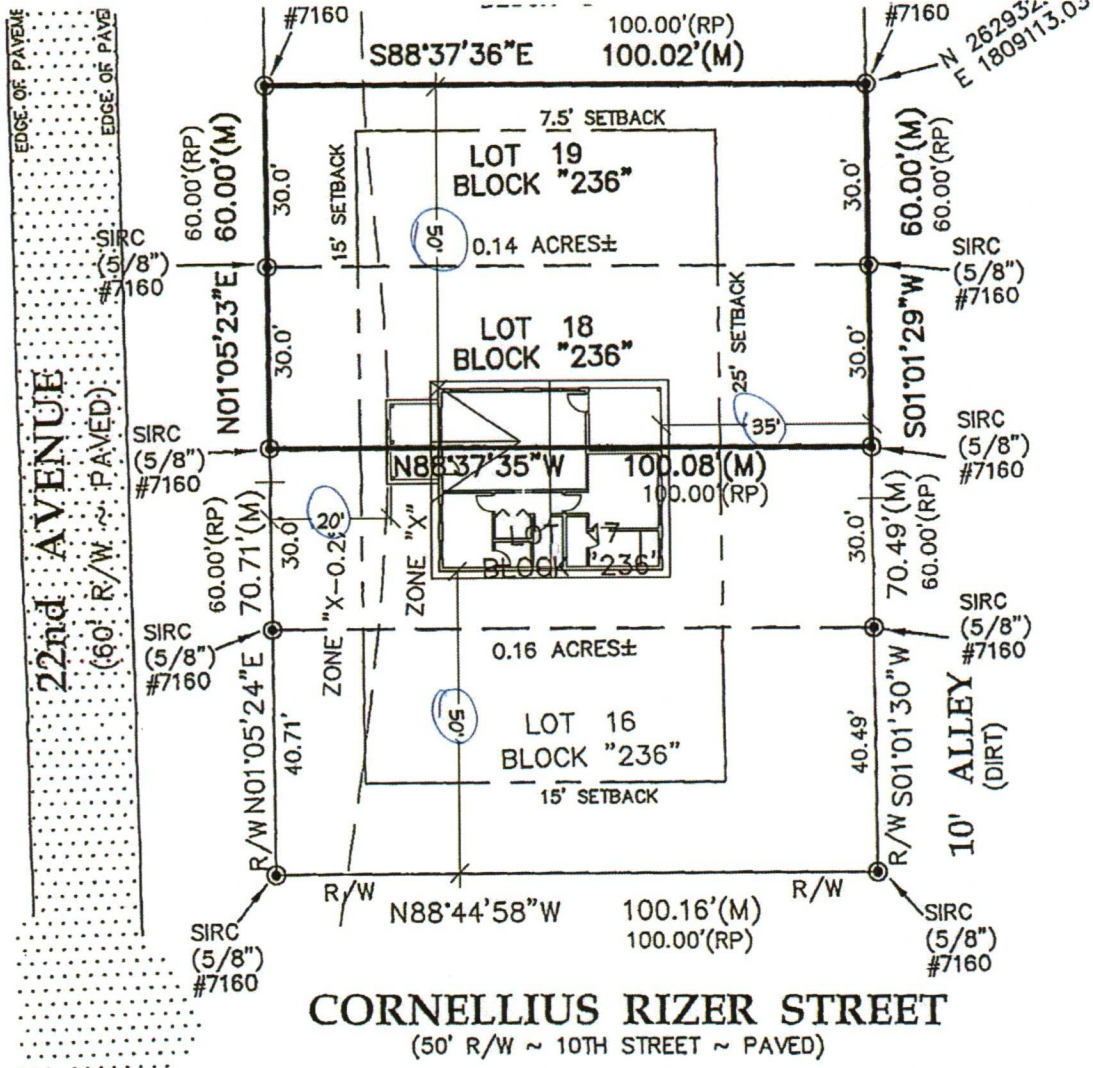 #7160
100.00'(RP)
#7160
S88°37'36"E 100.02'(M)
E 1809113.03
EDGE OF PAVEME
EDGE OF PAVE
7.5' SETBACK
LOT 19
BLOCK "236"
60.00'(RP)
60.00'(M)
30.0'
15' SETBACK
30.0'
60.00'(M)
60.00'(RP)
50'
0.14 ACRES±
SIRC
(5/8")
#7160
SIRC
(5/8")
#7160
N01°05'23"E
30.0'
LOT 18
BLOCK "236"
25' SETBACK
30.0'
S01°01'29"W
35'
SIRC
(5/8")
#7160
N88°37'35"W 100.08'(M)
100.00'(RP)
SIRC
(5/8")
#7160
22nd AVENUE
(60' R/W ~ PAVED)
60.00'(RP)
70.71'(M)
30.0'
20'
ZONE "X-0.2
ZONE "X"
LOT 7
BLOCK '236'
30.0'
70.49'(M)
60.00'(RP)
SIRC
(5/8")
#7160
0.16 ACRES±
SIRC
(5/8")
#7160
R/W N01°05'24"E
40.71'
50'
LOT 16
BLOCK "236"
15' SETBACK
40.49'
R/W S01°01'30"W
10' ALLEY
(DIRT)
R/W
R/W
N88°44'58"W 100.16'(M)
100.00'(RP)
SIRC
(5/8")
#7160
SIRC
(5/8")
#7160
CORNELLIUS RIZER STREET
(50' R/W ~ 10TH STREET ~ PAVED)